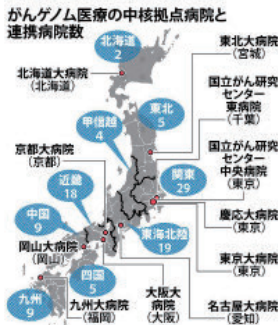 がんゲノム医療の中核拠点病院と
連携病院数
北海道
2
東北大病院
(宮城)
北海道大病院
(北海道)
東北
5
国立がん研究
センター
東病院
(千葉)
甲信越
4
国立がん研究
センター
中央病院
(東京)
京都大病院
(京都)
関東
29
近畿
18
慶応大病院
(東京)
中国
9
東海北陸
19
東京大病院
(東京)
岡山大病院
(岡山)
四国
5
大阪大
病院
(大阪)
名古屋大病院
(愛知)
九州
9
九州大病院
(福岡)